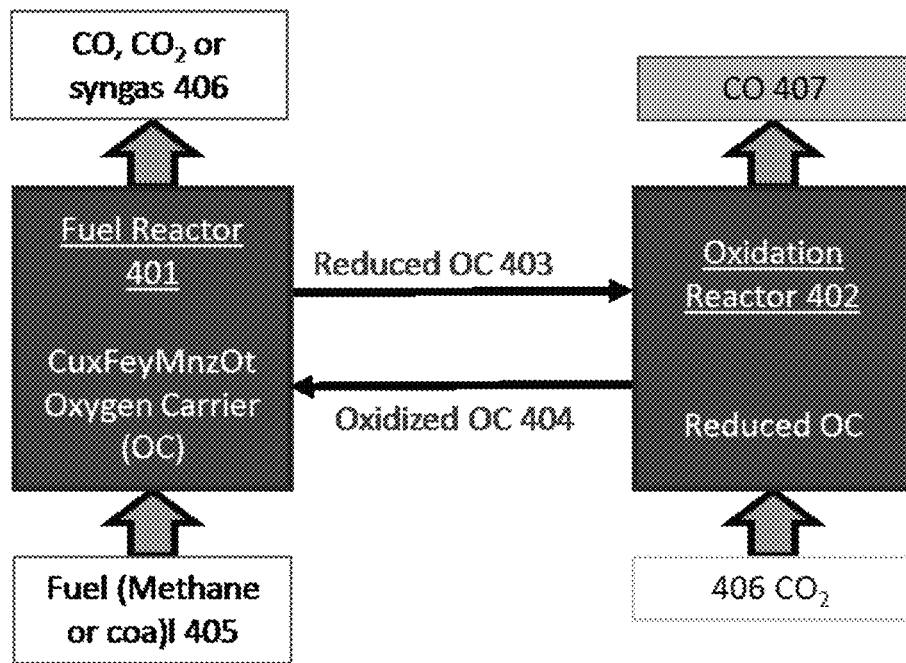 CO, CO₂ or
syngas 406
CO 407
Fuel Reactor
401
CuxFeyMnzOt
Oxygen Carrier
(OC)
Reduced OC 403
Oxidized OC 404
Oxidation
Reactor 402
Reduced OC
Fuel (Methane
or coa)l 405
406 CO₂